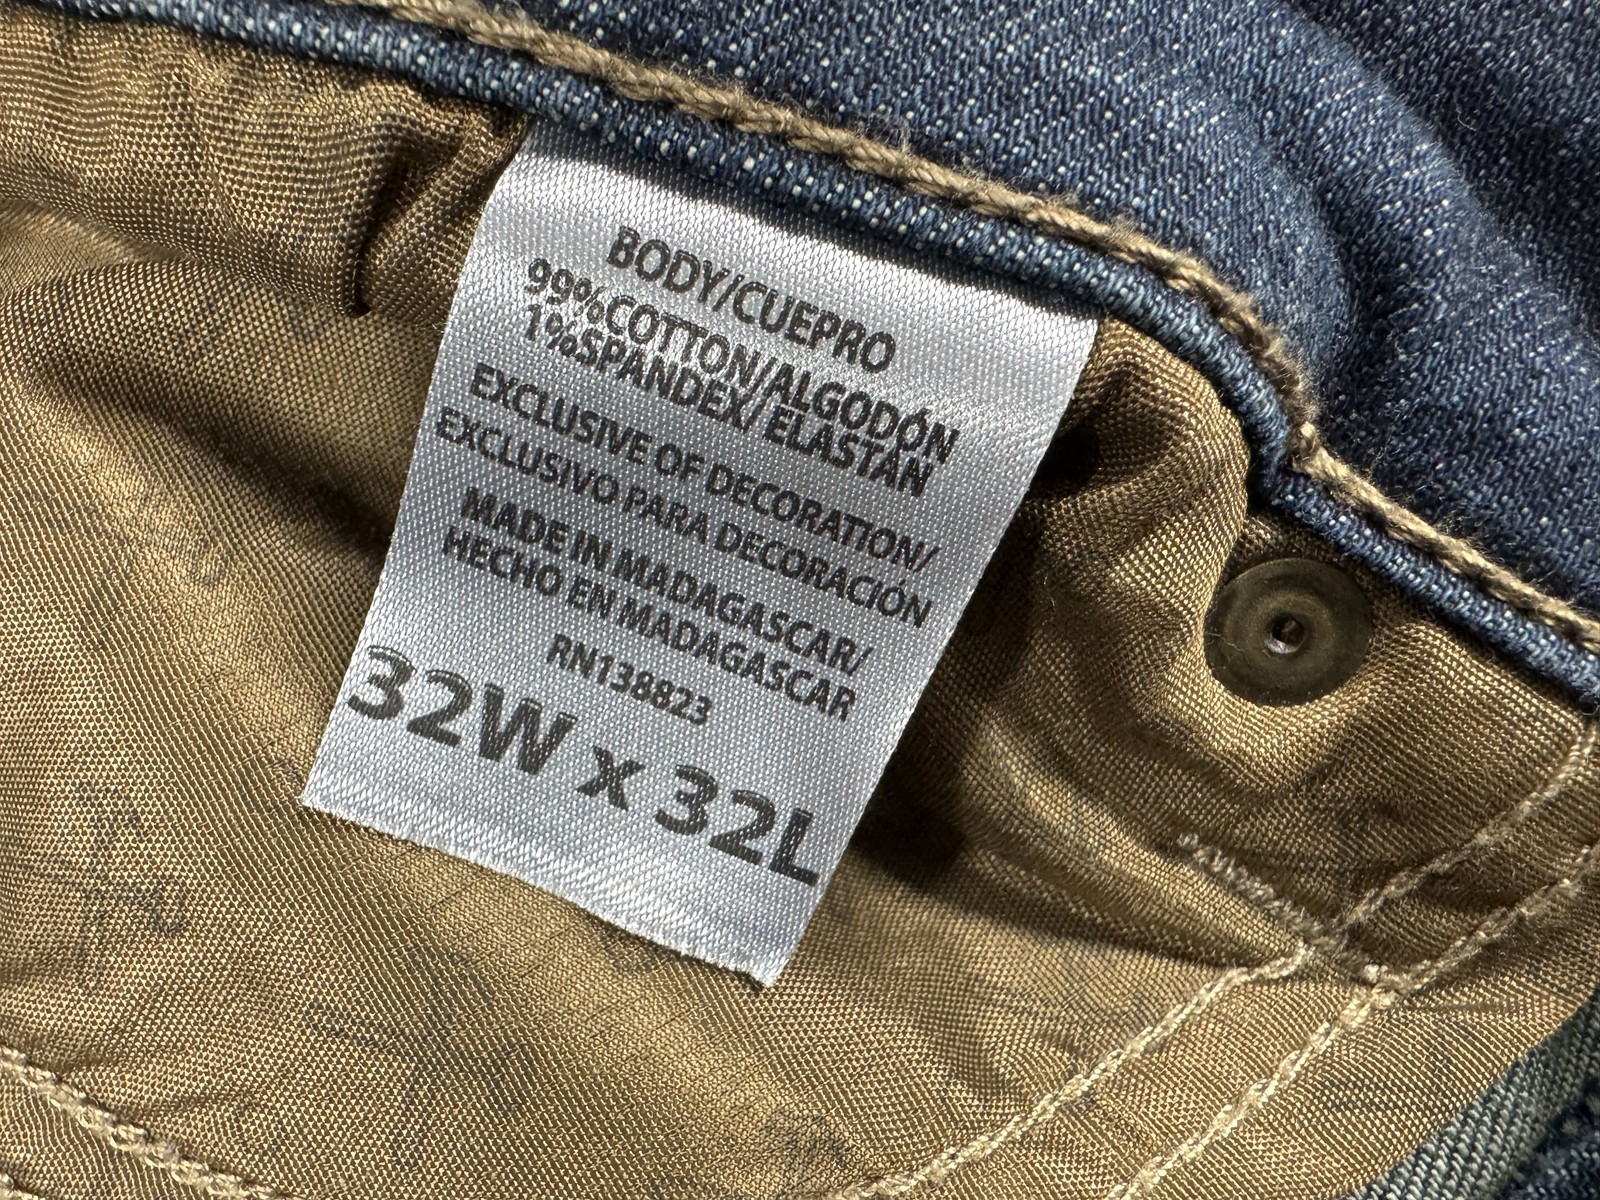 BODY/CUEPRO
99%COTTON/ALGODÓN
1%SPANDEX/ ELASTAN
EXCLUSIVE OF DECORATION/
EXCLUSIVO PARA DECORACIÓN
MADE IN MADAGASCAR/
HECHO EN MADAGASCAR
RN138823
32W x 32L